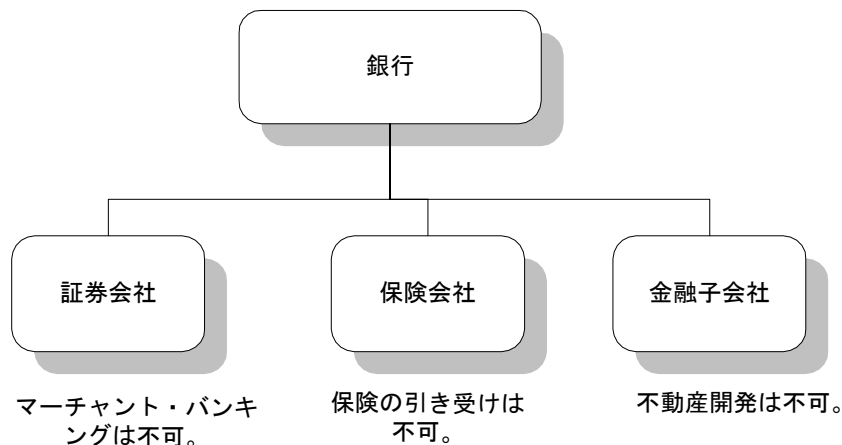 銀行
証券会社
保険会社
金融子会社
マーチャント・バンキ
ングは不可。
保険の引き受けは
不可。
不動産開発は不可。